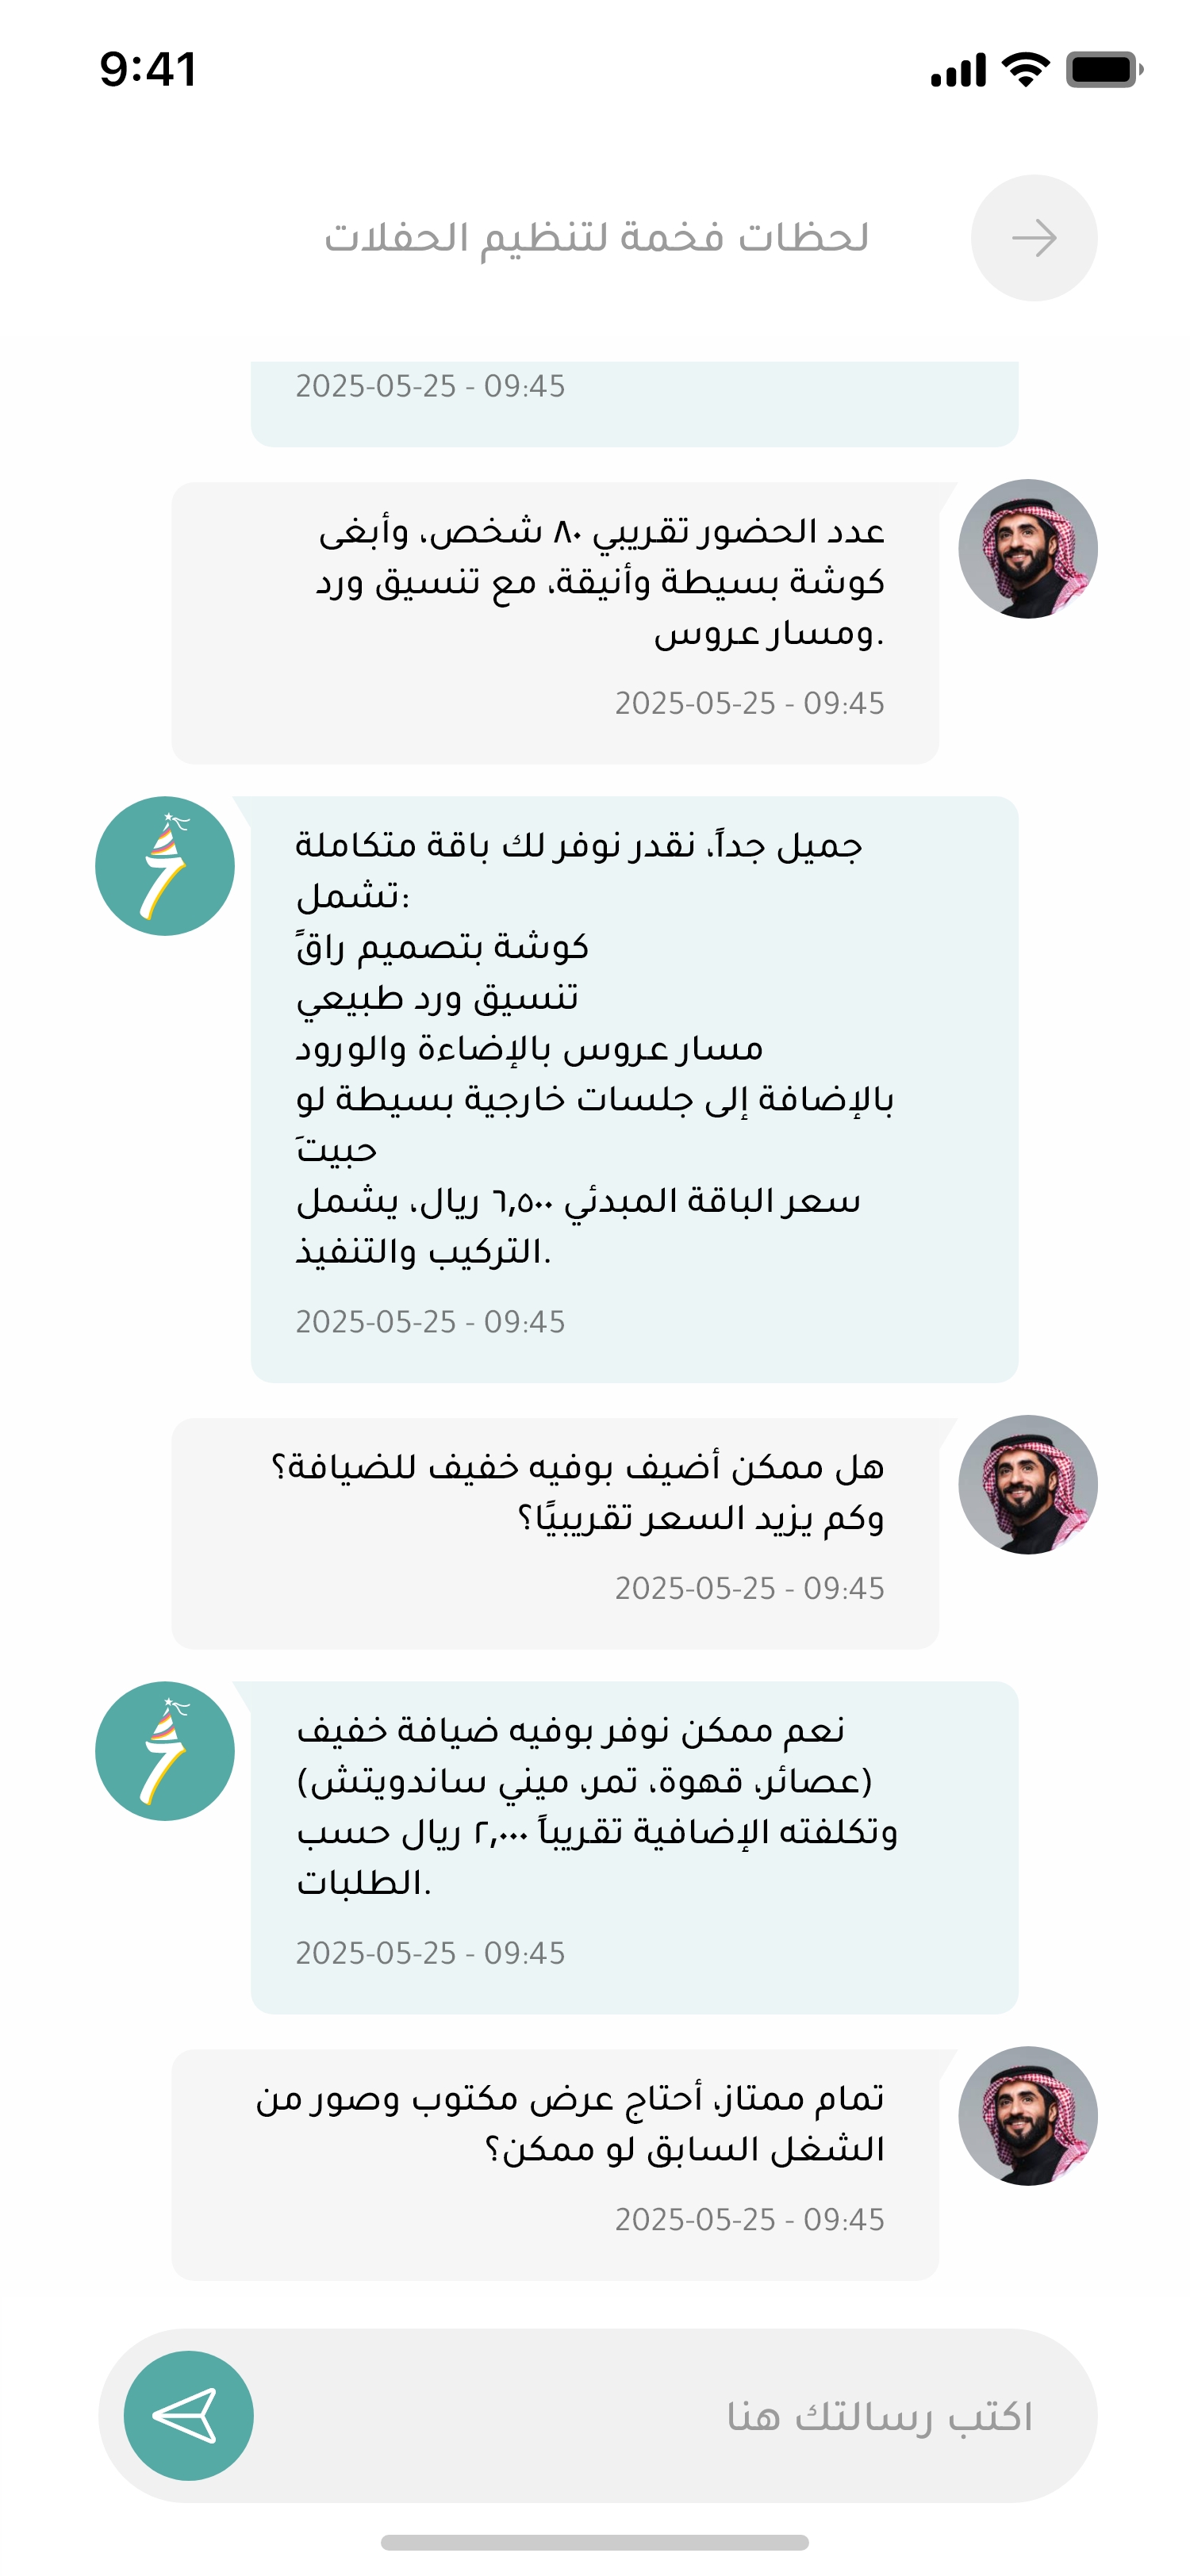 9:41
لحظات فخمة لتنظيم الحفلات
2025-05-25 - 09:45
عدد الحضور تقريبي ٨٠ شخص، وأبغى
كوشة بسيطة وأنيقة، مع تنسيق ورد
.ومسار عروس
2025-05-25 - 09:45
جميل جداً، نقدر نوفر لك باقة متكاملة
تشمل:
كوشة بتصميم راقً
تنسيق ورد طبيعي
مسار عروس بالإضاءة والورود
بالإضافة إلى جلسات خارجية بسيطة لو
حبيتَ
سعر الباقة المبدئي ٦,٥٠٠ ريال، يشمل
التركيب والتنفيذ.
2025-05-25 - 09:45
هل ممكن أضيف بوفيه خفيف للضيافة؟
وكم يزيد السعر تقريبيًا؟
2025-05-25 - 09:45
نعم ممكن نوفر بوفيه ضيافة خفيف
(عصائر، قهوة، تمر، ميني ساندويتش)
وتكلفته الإضافية تقريباً ٢,٠٠٠ ريال حسب
الطلبات.
2025-05-25 - 09:45
تمام ممتاز، أحتاج عرض مكتوب وصور من
الشغل السابق لو ممكن؟
2025-05-25 - 09:45
اكتب رسالتك هنا